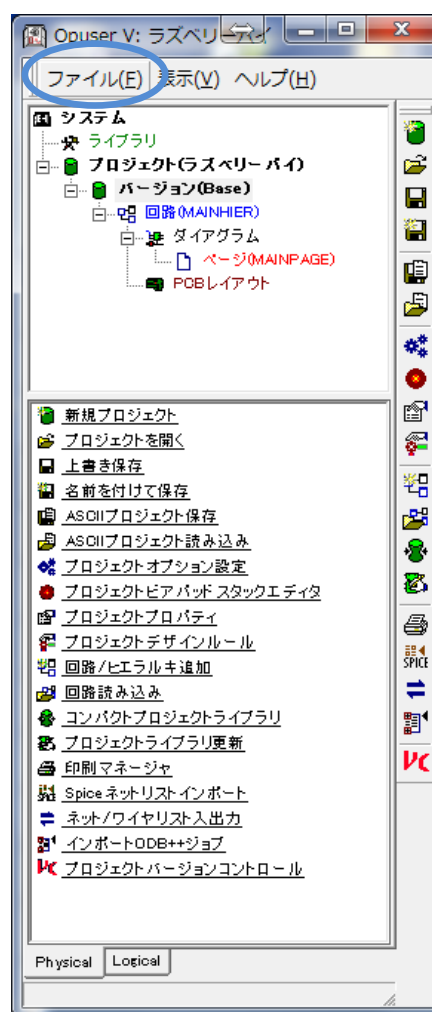 Opuser V: ラズベリーパイ
ファイル(F) 表示(V) ヘルプ(H)
システム
ライブラリ
プロジェクト(ラズベリーパイ)
バージョン(Base)
回路(MAINHIER)
ダイアグラム
ページ(MAINPAGE)
PCBレイアウト
新規プロジェクト
プロジェクトを開く
上書き保存
名前を付けて保存
ASCIIプロジェクト保存
ASCIIプロジェクト読み込み
プロジェクトオプション設定
プロジェクトビアパッドスタックエディタ
プロジェクトプロパティ
プロジェクトデザインルール
回路/ヒエラルキ追加
回路読み込み
コンパクトプロジェクトライブラリ
プロジェクトライブラリ更新
印刷マネージャ
Spiceネットリストインポート
ネット/ワイヤリスト入出力
インポートODB++ジョブ
プロジェクトバージョンコントロール
SPICE
Physical Logical